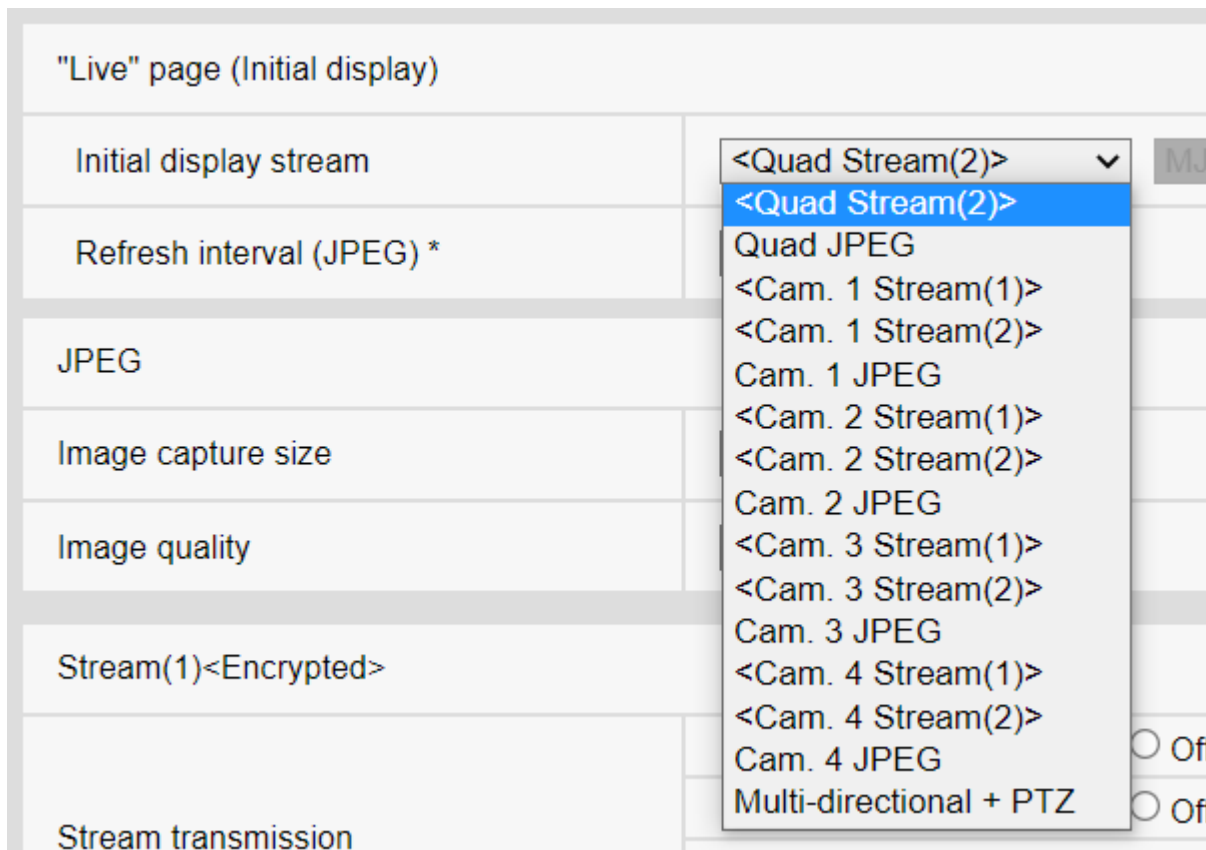 "Live" page (Initial display)
Initial display stream
<Quad Stream(2)>
<Quad Stream(2)>
Quad JPEG
<Cam. 1 Stream(1)>
<Cam. 1 Stream(2)>
Cam. 1 JPEG
<Cam. 2 Stream(1)>
<Cam. 2 Stream(2)>
Cam. 2 JPEG
<Cam. 3 Stream(1)>
<Cam. 3 Stream(2)>
Cam. 3 JPEG
<Cam. 4 Stream(1)>
<Cam. 4 Stream(2)>
Cam. 4 JPEG
Multi-directional + PTZ
Refresh interval (JPEG) *
JPEG
Image capture size
Image quality
Stream(1)<Encrypted>
Stream transmission